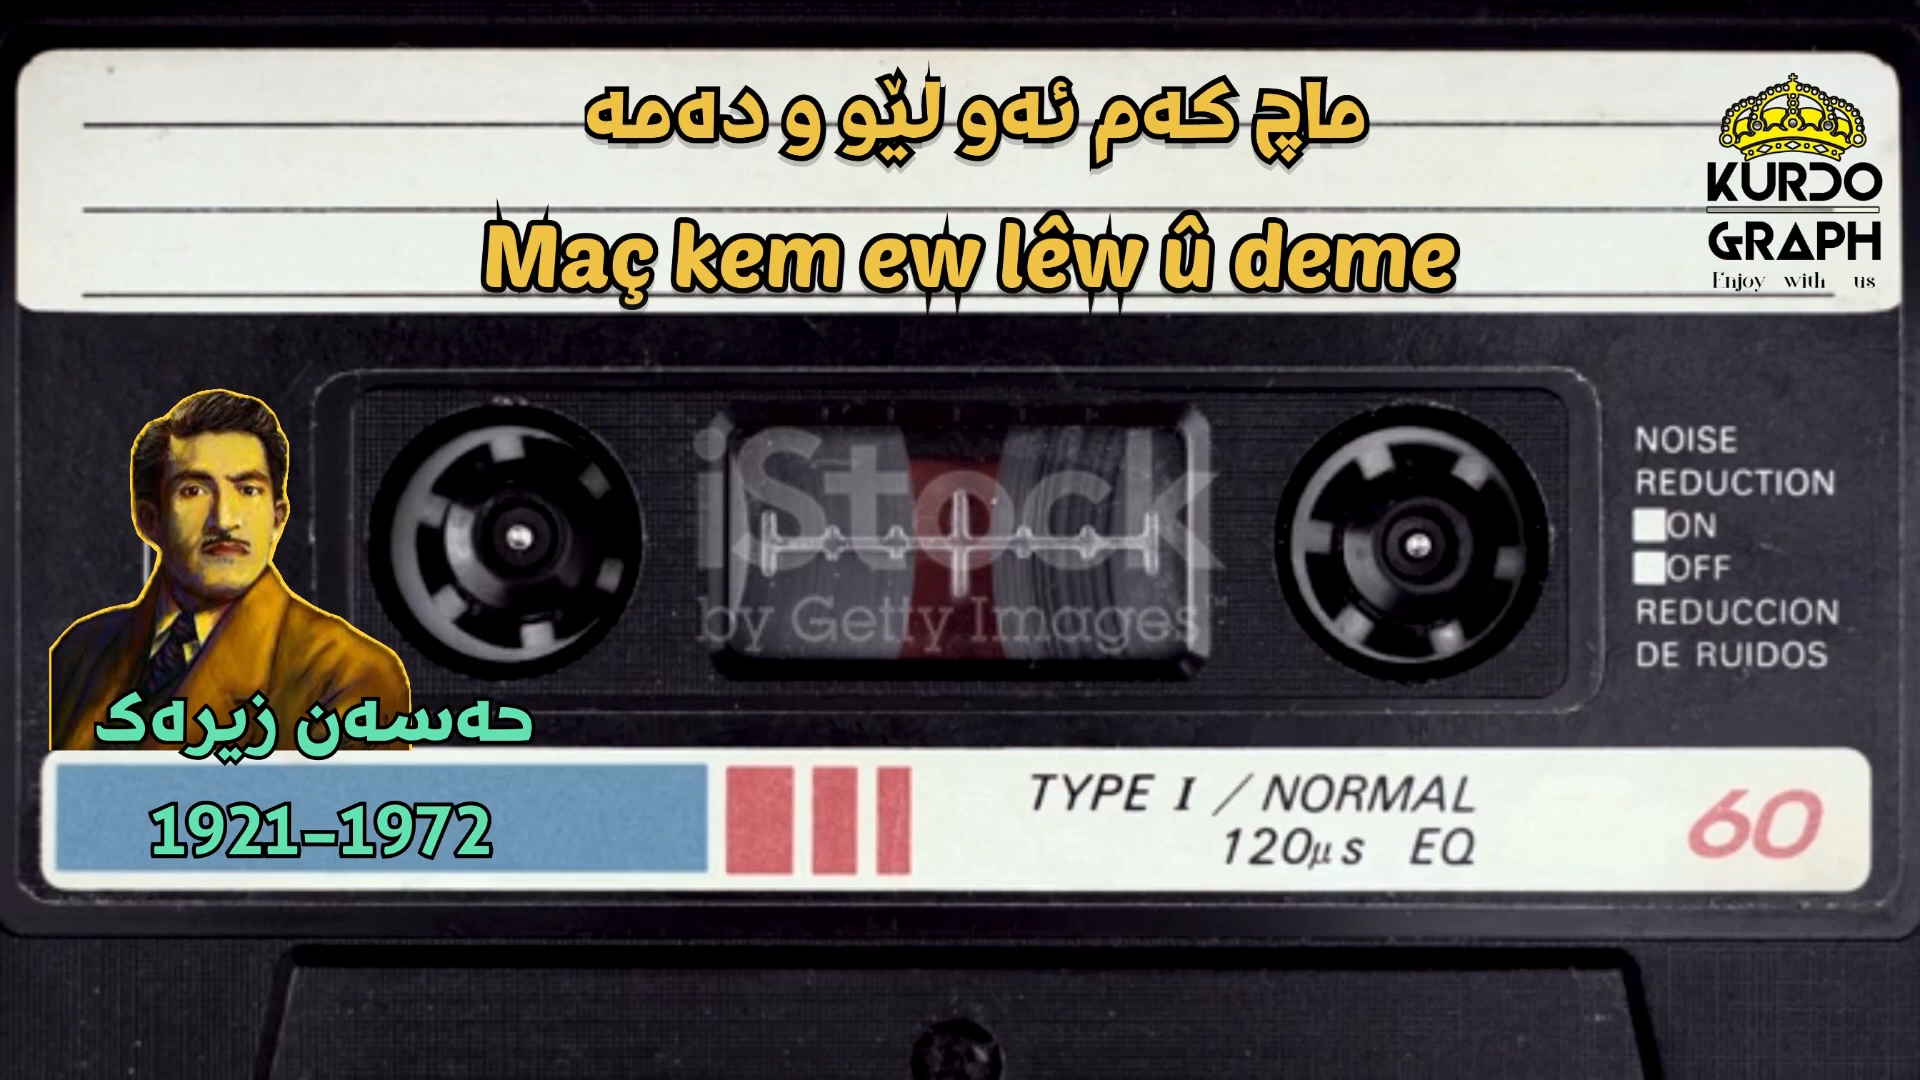 ماچ کەم ئەو لێو و دەمە
Maç kem ew lêw û deme
KURDO
GRAPH
Enjoy with us
iStock
by Getty Images™
NOISE
REDUCTION
ON
OFF
REDUCCION
DE RUIDOS
حەسەن زیرەک
1921-1972
TYPE I / NORMAL
120µs EQ
60